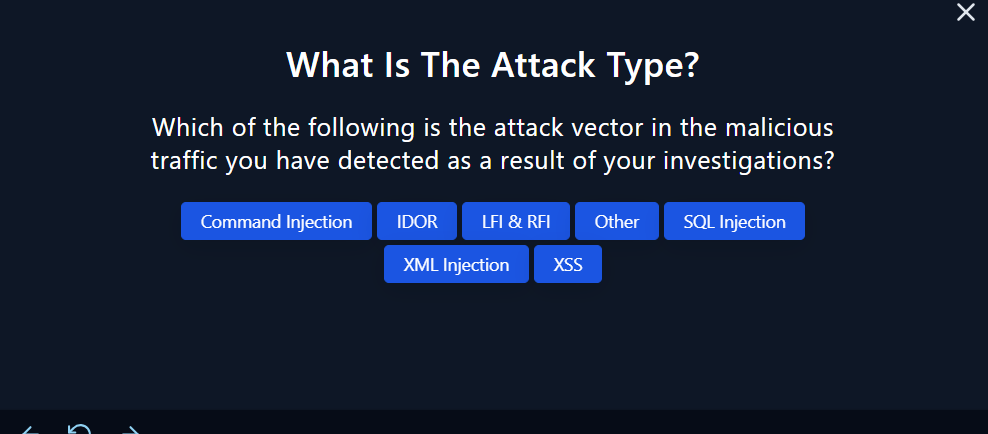 What Is The Attack Type?
Which of the following is the attack vector in the malicious
traffic you have detected as a result of your investigations?
Command Injection IDOR LFI & RFI Other SQL Injection
XML Injection XSS